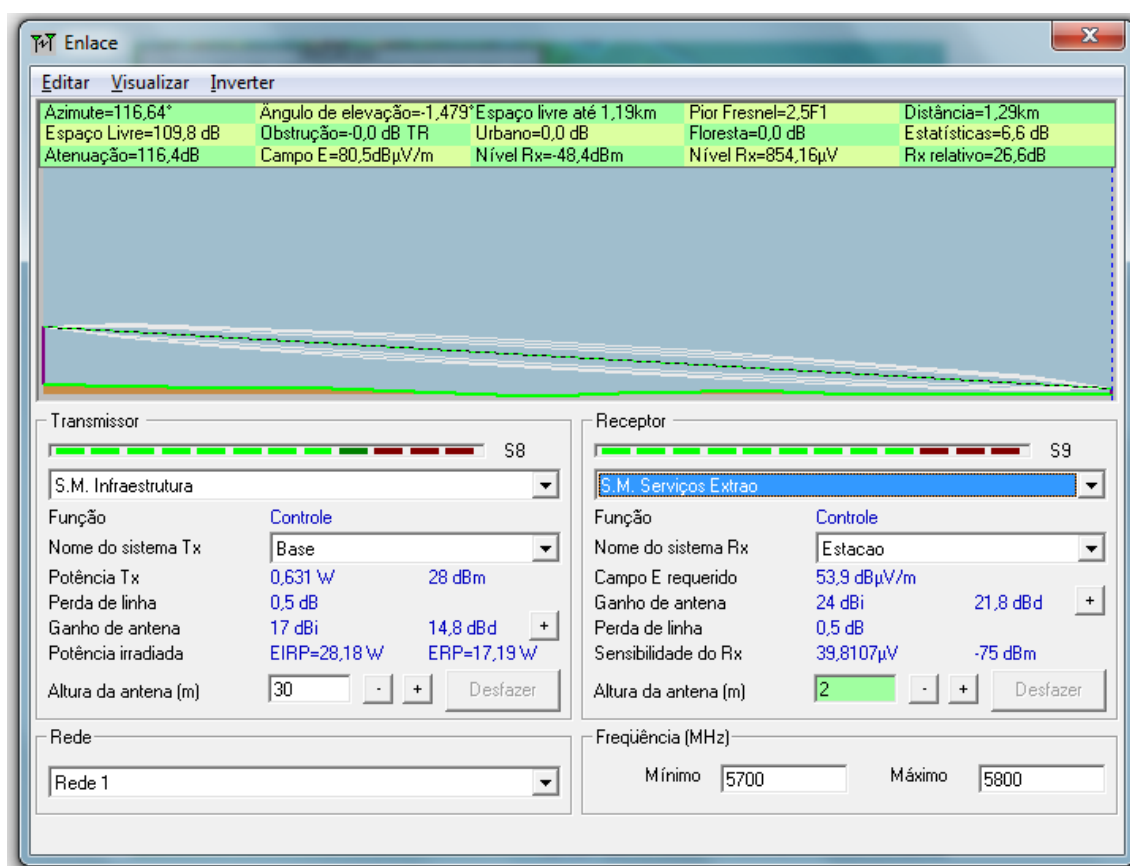 Enlace
Editar Visualizar Inverter
Azimute=116,64° Ângulo de elevação=-1,479° Espaço livre até 1,19km Pior Fresnel=2,5F1 Distância=1,29km
Espaço Livre=109,8 dB Obstrução=-0,0 dB TR Urbano=0,0 dB Floresta=0,0 dB Estatísticas=6,6 dB
Atenuação=116,4dB Campo E=80,5dBµV/m Nível Rx=-48,4dBm Nível Rx=854,16µV Rx relativo=26,6dB
Transmissor Receptor
S8 S9
S.M. Infraestrutura S.M. Serviços Extrao
Função Controle Função Controle
Nome do sistema Tx Base Nome do sistema Rx Estacao
Potência Tx 0,631 W 28 dBm Campo E requerido 53,9 dBµV/m
Perda de linha 0,5 dB Ganho de antena 24 dBi 21,8 dBd +
Ganho de antena 17 dBi 14,8 dBd + Perda de linha 0,5 dB
Potência irradiada EIRP=28,18 W ERP=17,19 W Sensibilidade do Rx 39,8107µV -75 dBm
Altura da antena (m) 30 - + Desfazer Altura da antena (m) 2 - + Desfazer
Rede Freqüência (MHz)
Rede 1 Mínimo 5700 Máximo 5800